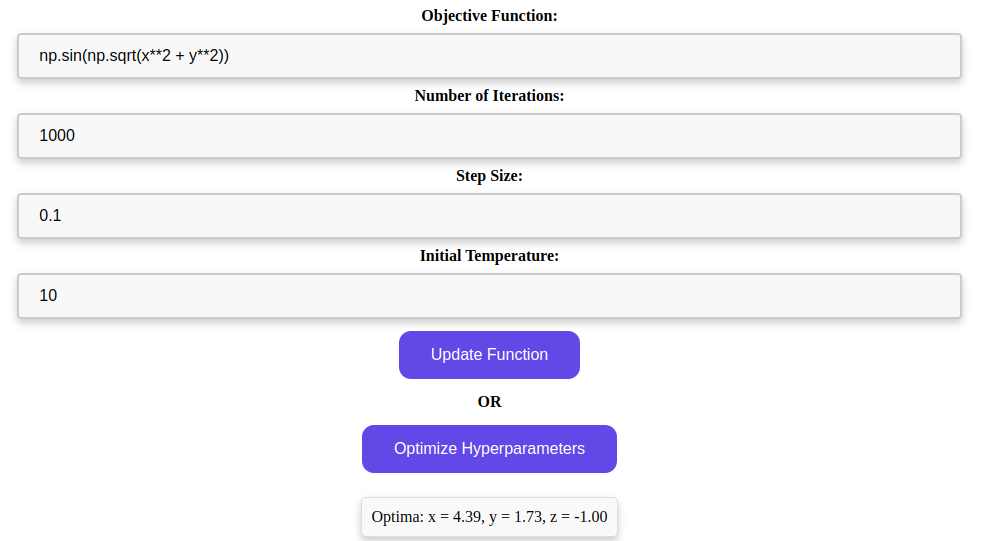 Objective Function:
np.sin(np.sqrt(x**2 + y**2))
Number of Iterations:
1000
Step Size:
0.1
Initial Temperature:
10
Update Function
OR
Optimize Hyperparameters
Optima: x = 4.39, y = 1.73, z = -1.00